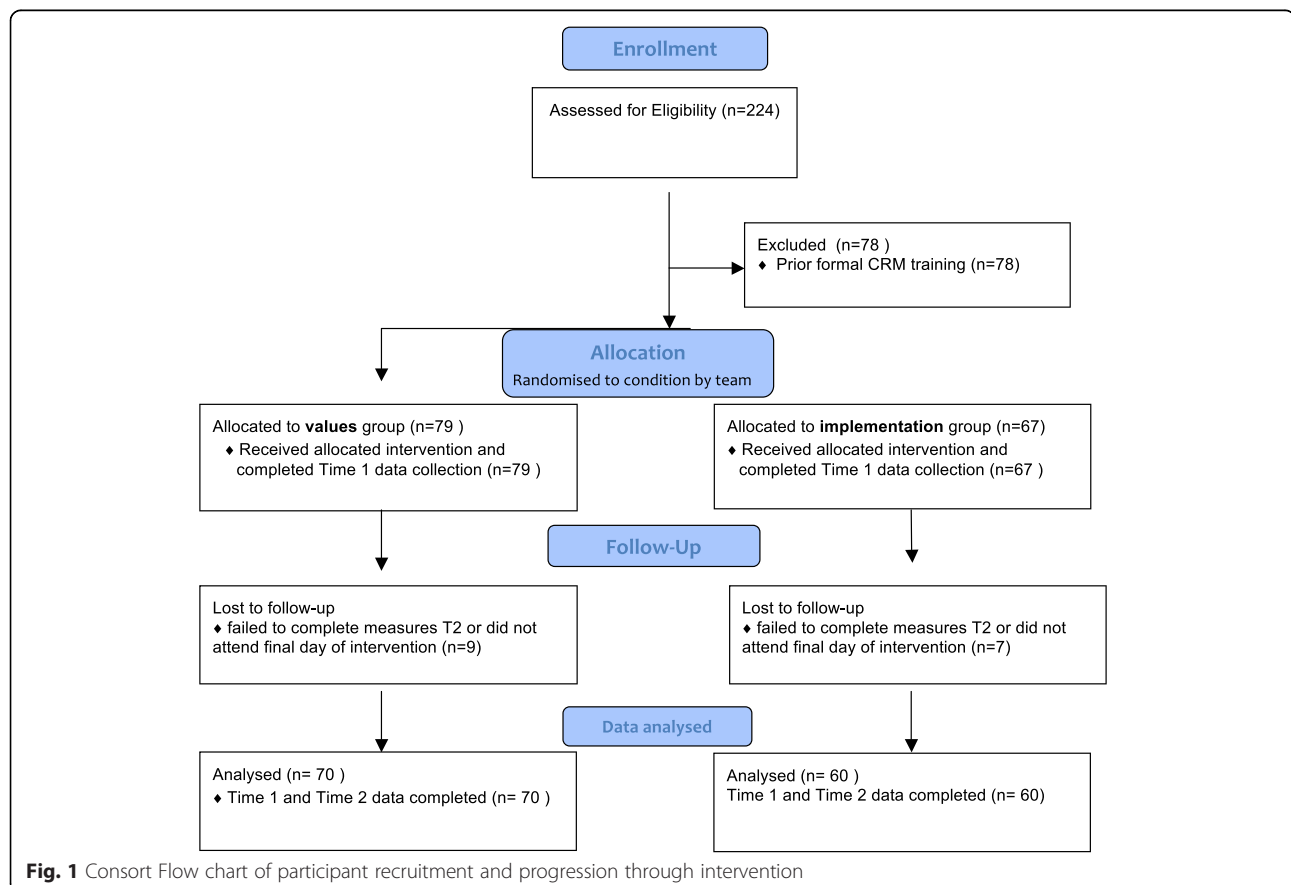 Enrollment
Assessed for Eligibility (n=224)
Excluded (n=78 )
♦ Prior formal CRM training (n=78)
Allocation
Randomised to condition by team
Allocated to values group (n=79 )
♦ Received allocated intervention and
completed Time 1 data collection (n=79 )
Allocated to implementation group (n=67)
♦ Received allocated intervention and
completed Time 1 data collection (n=67 )
Follow-Up
Lost to follow-up
♦ failed to complete measures T2 or did not
attend final day of intervention (n=9)
Lost to follow-up
♦ failed to complete measures T2 or did not
attend final day of intervention (n=7)
Data analysed
Analysed (n= 70 )
♦ Time 1 and Time 2 data completed (n= 70 )
Analysed (n= 60 )
Time 1 and Time 2 data completed (n= 60)
Fig. 1 Consort Flow chart of participant recruitment and progression through intervention